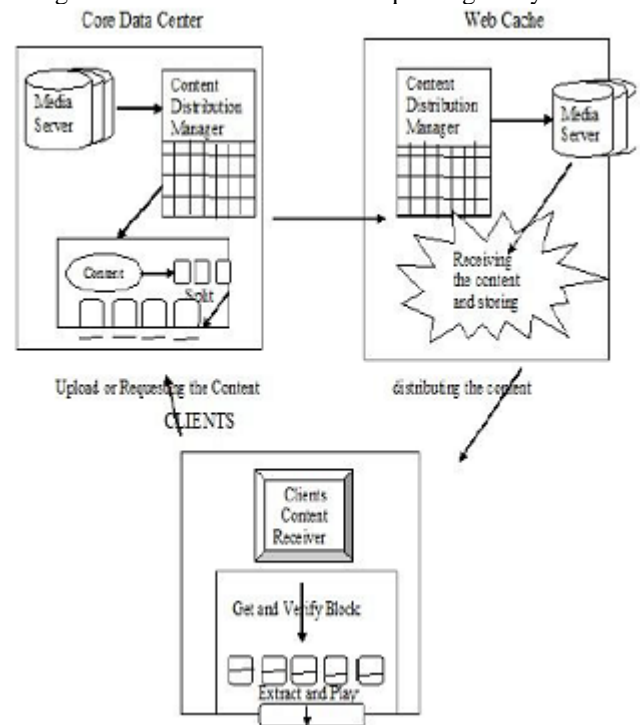 Core Data Center
Web Cache
Media
Server
Content
Distribution
Manager
Content
Distribution
Manager
Media
Server
Content
Split
Receiving
the content
and storing
Upload or Requesting the Content
distributing the content
CLIENTS
Clients
Content
Receiver
Get and Verify Block
Extract and Play